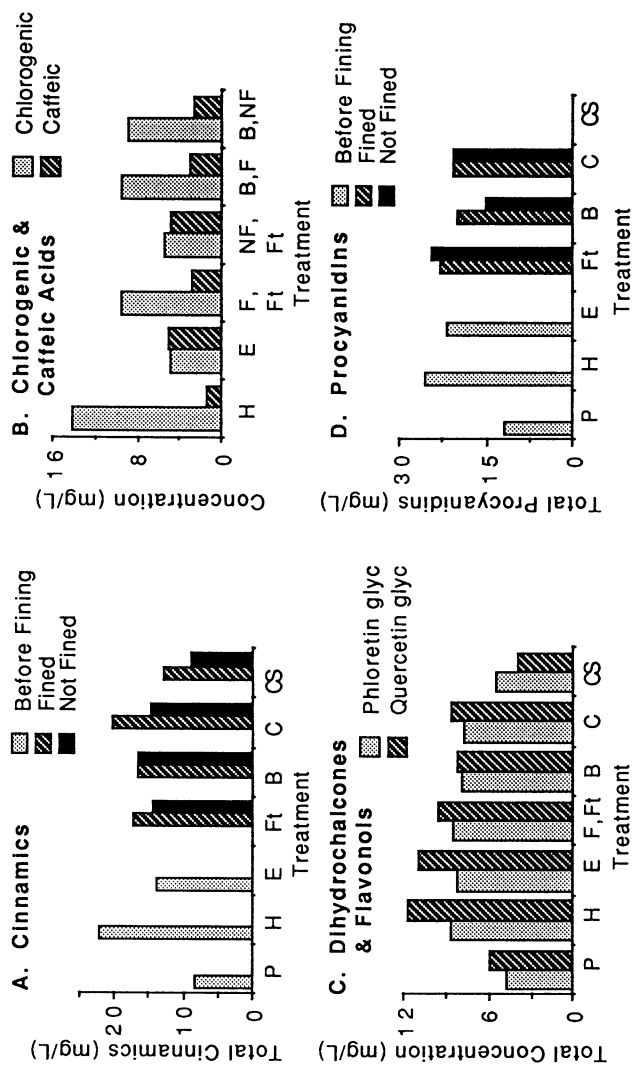 A. Cinnamics
Before Fining
Fined
Not Fined
Total Cinnamics (mg/L)
20
10
0
P H E Ft B C CS
Treatment
B. Chlorogenic &
Caffeic Acids
Chlorogenic
Caffeic
Concentration (mg/L)
16
8
0
H E F, Ft NF, Ft B,F B,NF
Treatment
C. Dihydrochalcones
& Flavonols
Phloretin glyc
Quercetin glyc
Total Concentration (mg/L)
12
6
0
P H E F,Ft B C CS
Treatment
D. Procyanidins
Before Fining
Fined
Not Fined
Total Procyanidins (mg/L)
30
15
0
P H E Ft B C CS
Treatment